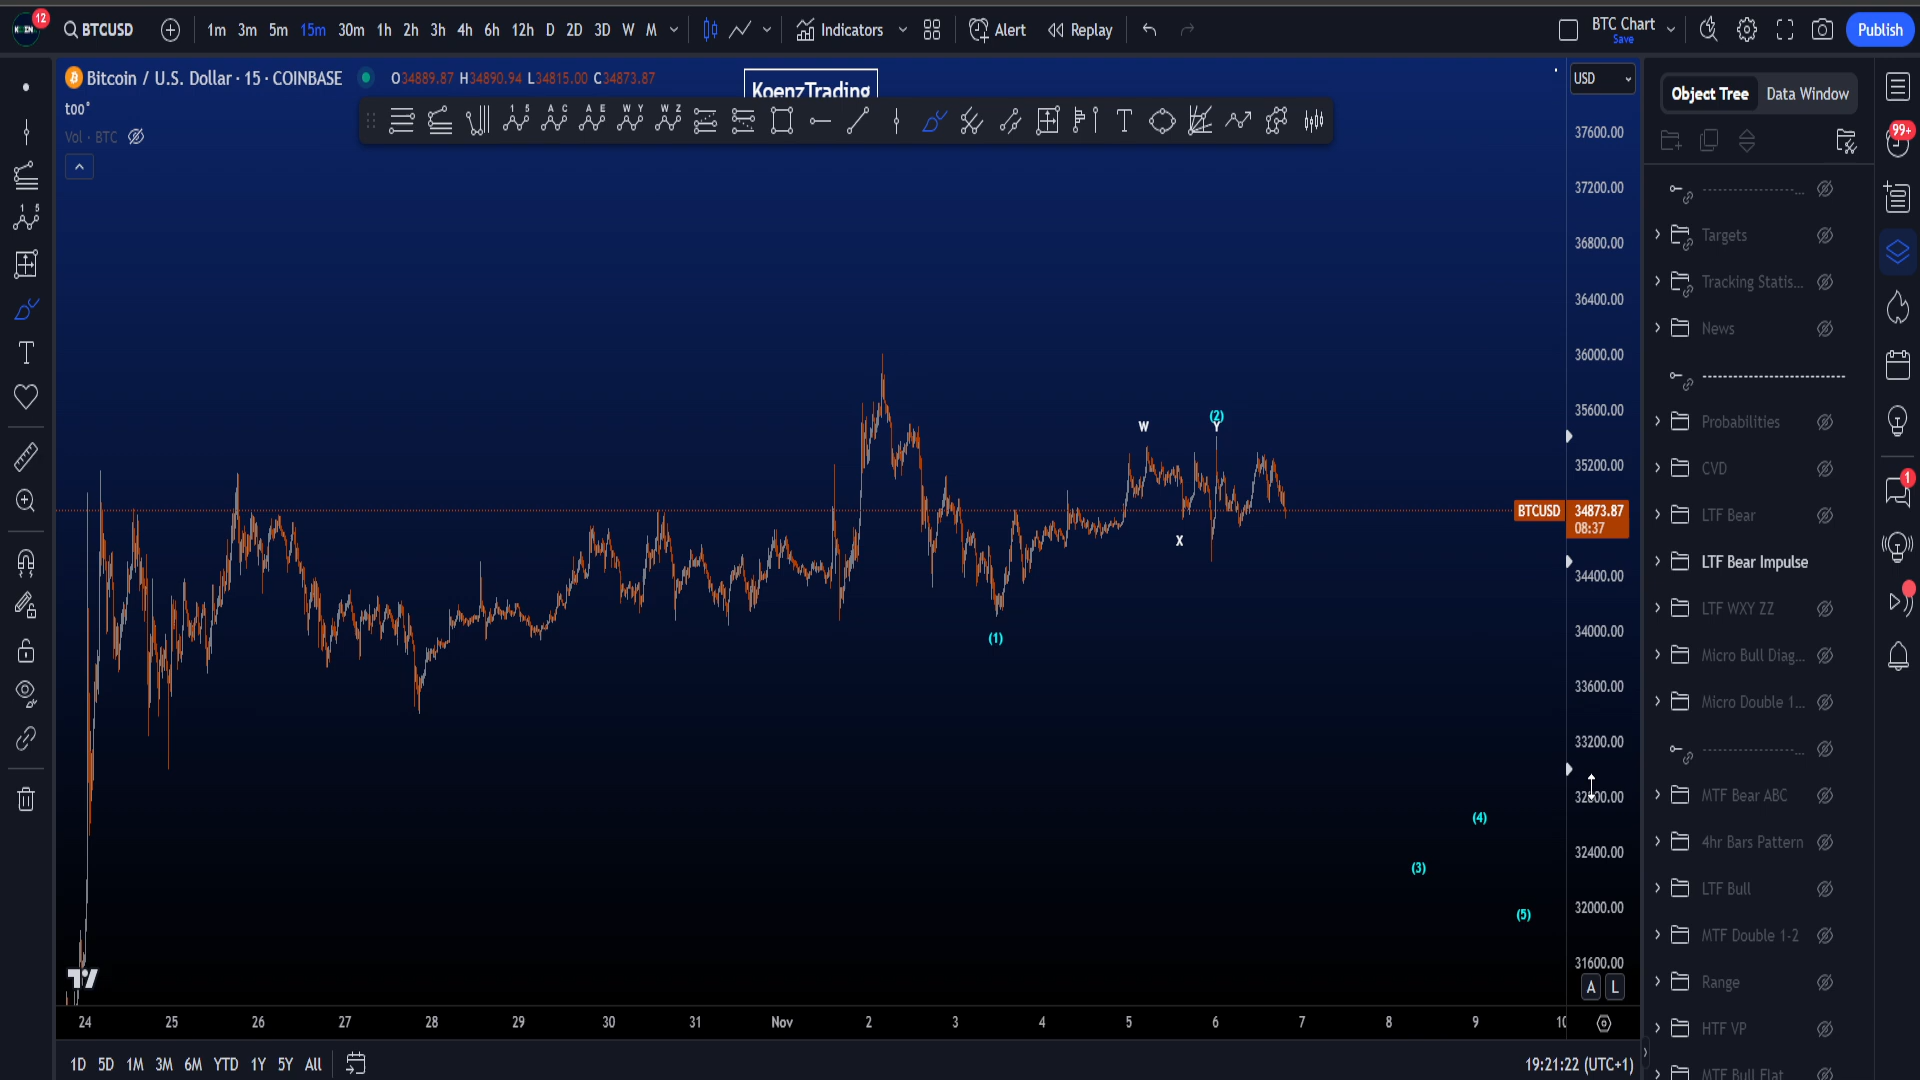 12
BTCUSD
1m 3m 5m 15m 30m 1h 2h 3h 4h 6h 12h D 2D 3D W M
Indicators
Alert
Replay
BTC Chart
Save
Publish
Bitcoin / U.S. Dollar · 15 · COINBASE
O34889.87 H34890.94 L34815.00 C34873.87
too*
Vol · BTC
KoenzTrading
USD
Object Tree
Data Window
99+
37600.00
37200.00
36800.00
36400.00
36000.00
35600.00
35200.00
BTCUSD
34873.87
08:37
34400.00
34000.00
33600.00
33200.00
32800.00
32400.00
32000.00
31600.00
A L
W
(2)
Y
X
(1)
(4)
(3)
(5)
Targets
Tracking Statis...
News
Probabilities
CVD
1
LTF Bear
LTF Bear Impulse
LTF WXY ZZ
Micro Bull Diag...
Micro Double 1...
MTF Bear ABC
4hr Bars Pattern
LTF Bull
MTF Double 1-2
Range
HTF VP
MTF Bull Flat
24 25 26 27 28 29 30 31 Nov 2 3 4 5 6 7 8 9 10
1D 5D 1M 3M 6M YTD 1Y 5Y All
19:21:22 (UTC+1)